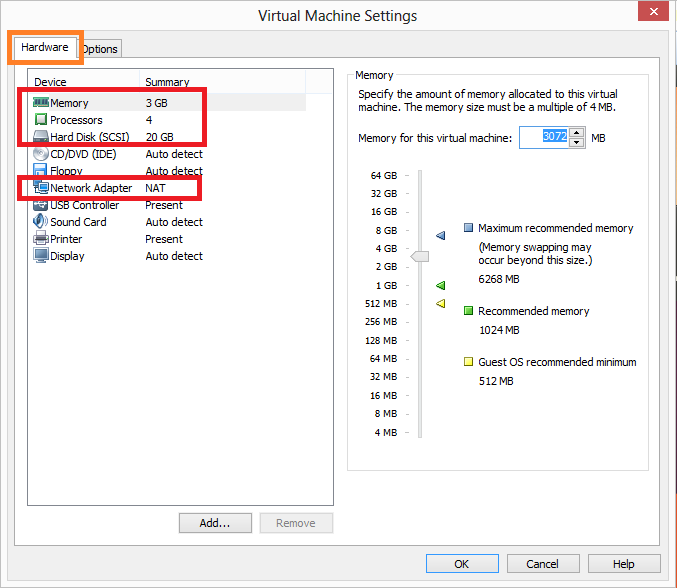 Virtual Machine Settings
Hardware
Options
Device Summary
Memory 3 GB
Processors 4
Hard Disk (SCSI) 20 GB
CD/DVD (IDE) Auto detect
Floppy Auto detect
Network Adapter NAT
USB Controller Present
Sound Card Auto detect
Printer Present
Display Auto detect
Add...
Remove
Memory
Specify the amount of memory allocated to this virtual
machine. The memory size must be a multiple of 4 MB.
Memory for this virtual machine: 3072 MB
64 GB
32 GB
16 GB
8 GB
4 GB
2 GB
1 GB
512 MB
256 MB
128 MB
64 MB
32 MB
16 MB
8 MB
4 MB
Maximum recommended memory
(Memory swapping may
occur beyond this size.)
6268 MB
Recommended memory
1024 MB
Guest OS recommended minimum
512 MB
OK
Cancel
Help